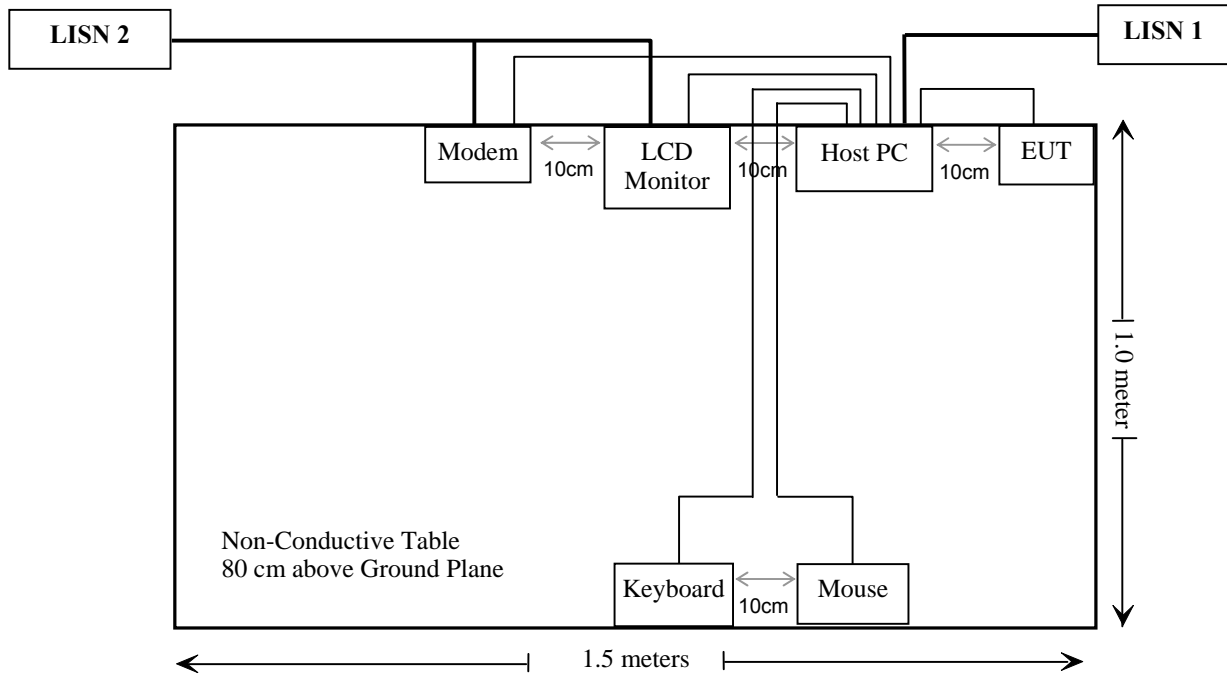 LISN 2
LISN 1
Modem
LCD
Monitor
Host PC
EUT
10cm
10cm
10cm
1.0 meter
Non-Conductive Table
80 cm above Ground Plane
Keyboard
Mouse
10cm
1.5 meters